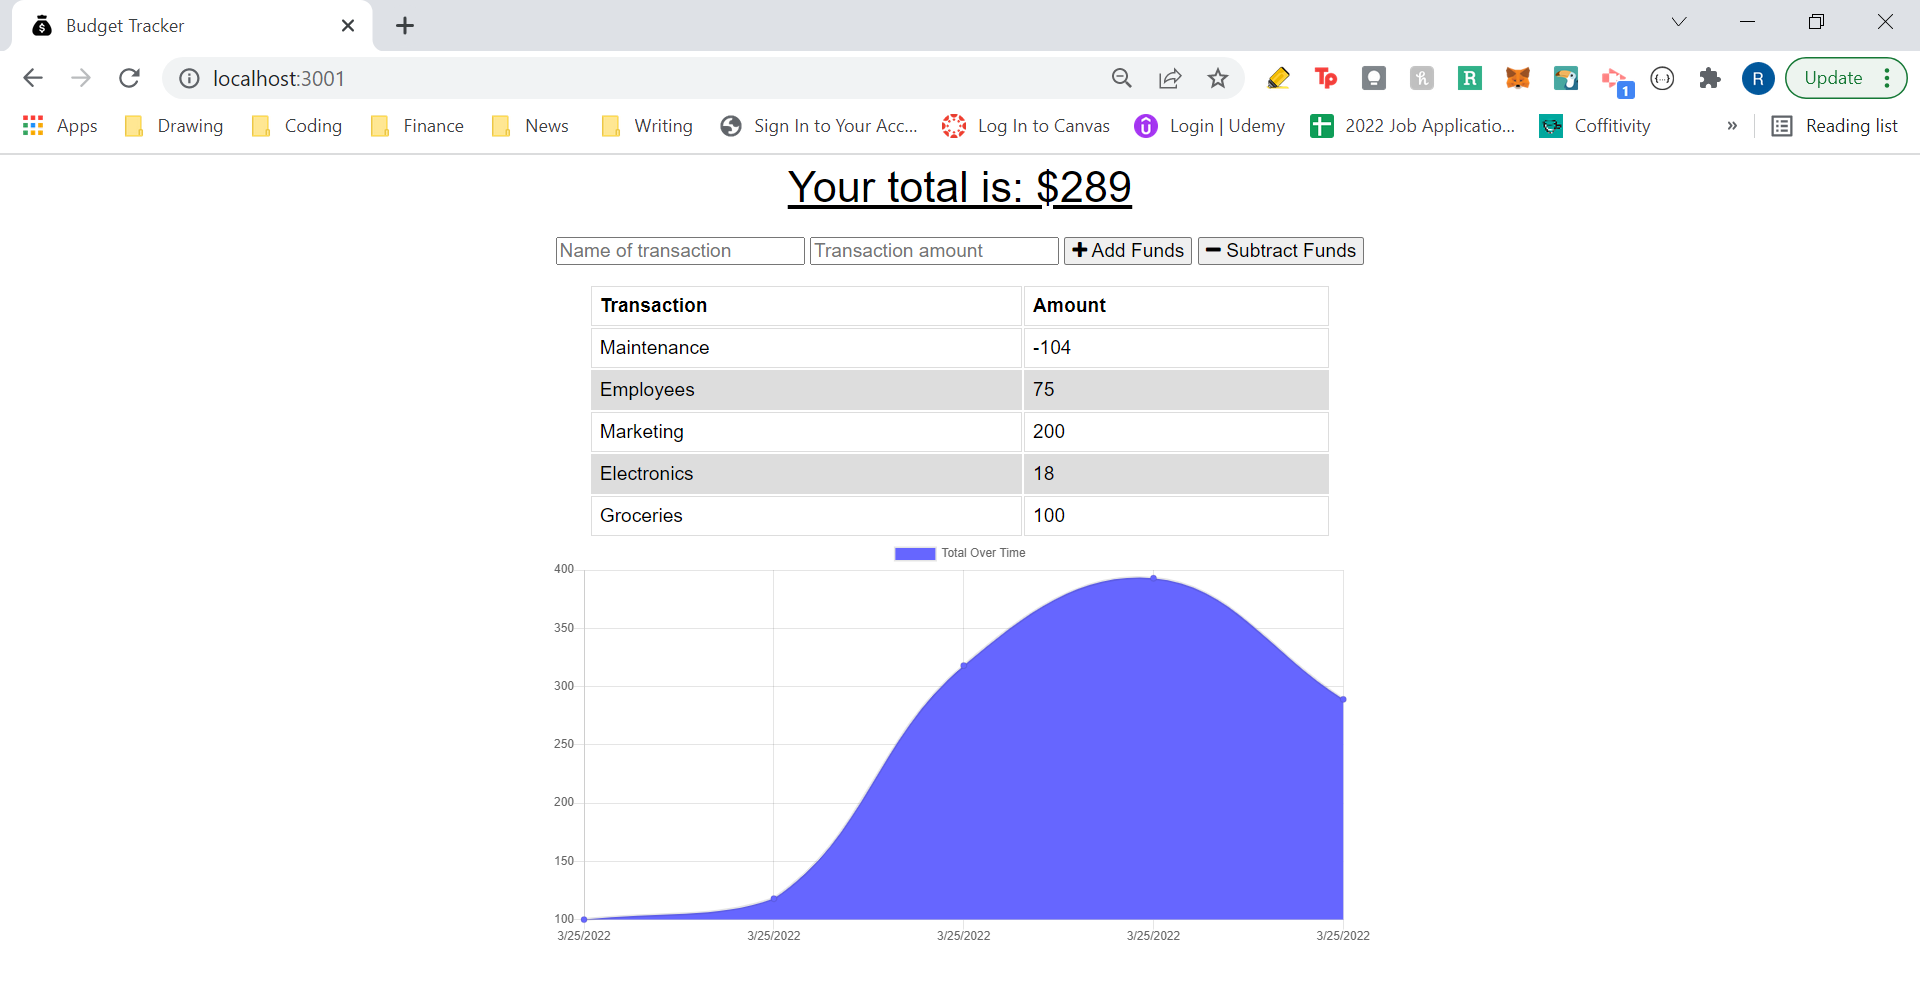 Budget Tracker
localhost:3001
Tp
h
R
1
{···}
R
Update
Apps Drawing Coding Finance News Writing Sign In to Your Acc... Log In to Canvas Login | Udemy 2022 Job Applicatio... Coffitivity » Reading list
Your total is: $289
Name of transaction Transaction amount Add Funds Subtract Funds
Transaction Amount
Maintenance -104
Employees 75
Marketing 200
Electronics 18
Groceries 100
Total Over Time
400
350
300
250
200
150
100
3/25/2022 3/25/2022 3/25/2022 3/25/2022 3/25/2022